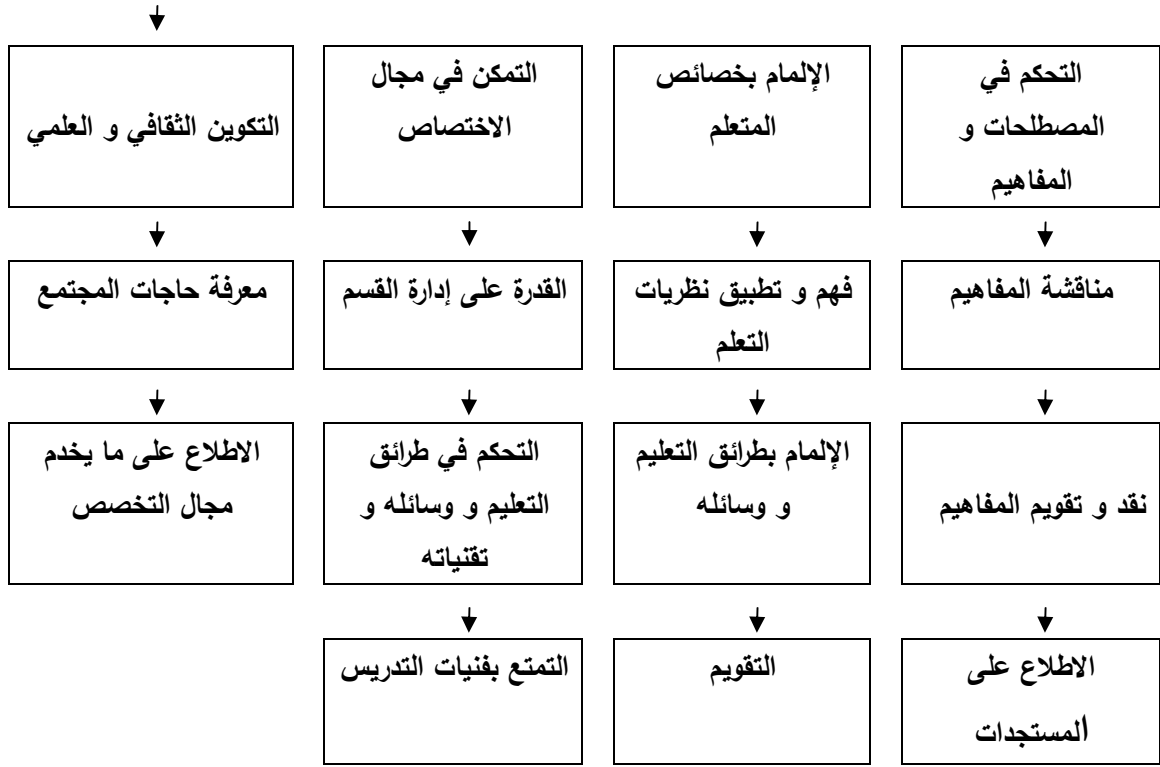 التحكم في
المصطلحات و
المفاهيم
الإلمام بخصائص
المتعلم
التمكن في مجال
الاختصاص
التكوين الثقافي و العلمي
مناقشة المفاهيم
فهم و تطبيق نظريات
التعلم
القدرة على إدارة القسم
معرفة حاجات المجتمع
نقد و تقويم المفاهيم
الإلمام بطرائق التعليم
و وسائله
التحكم في طرائق
التعليم و وسائله و
تقنياته
الاطلاع على ما يخدم
مجال التخصص
الاطلاع على
المستجدات
التقويم
التمتع بفنيات التدريس